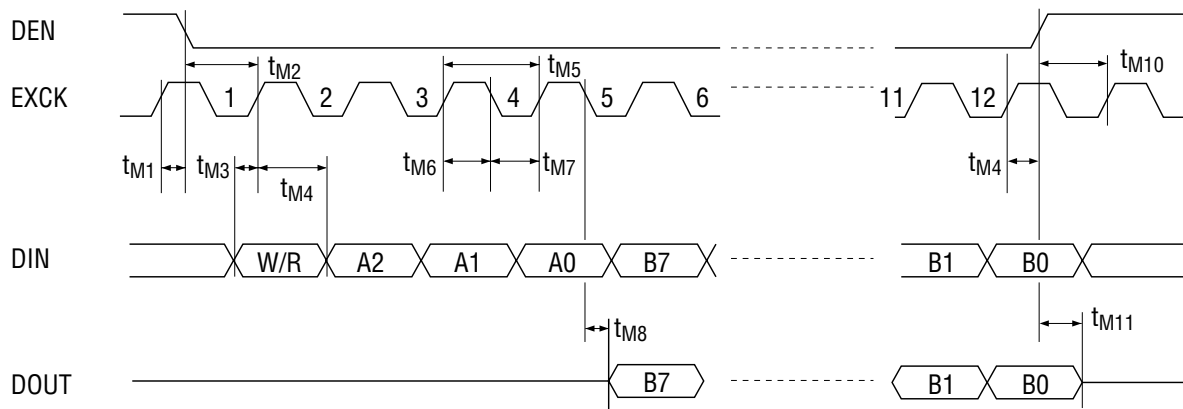 DEN
tM2 tM5 tM10
EXCK 1 2 3 4 5 6 11 12
tM1 tM3 tM4 tM6 tM7 tM4
DIN W/R A2 A1 A0 B7 B1 B0
tM8 tM11
DOUT B7 B1 B0